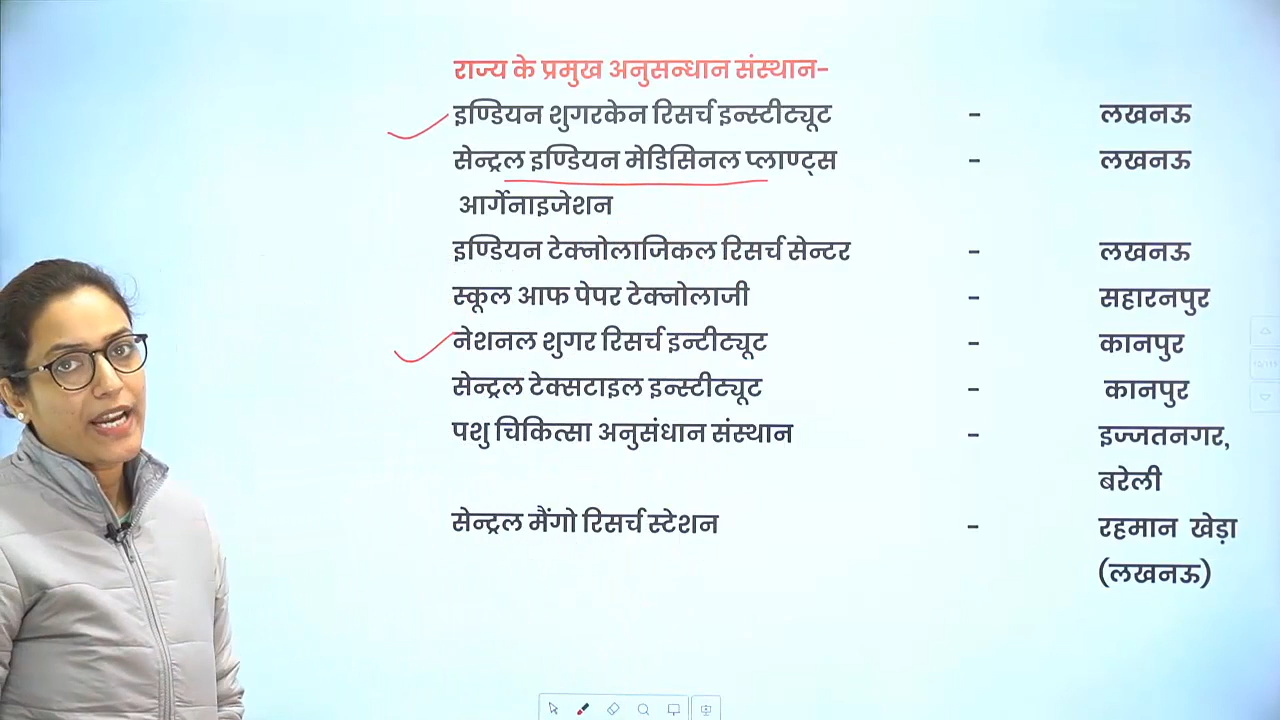 राज्य के प्रमुख अनुसन्धान संस्थान-
इण्डियन शुगरकेन रिसर्च इन्स्टीट्यूट - लखनऊ
सेन्ट्रल इण्डियन मेडिसिनल प्लाण्ट्स - लखनऊ
आर्गेनाइजेशन
इण्डियन टेक्नोलाजिकल रिसर्च सेन्टर - लखनऊ
स्कूल आफ पेपर टेक्नोलाजी - सहारनपुर
नेशनल शुगर रिसर्च इन्टीट्यूट - कानपुर
सेन्ट्रल टेक्सटाइल इन्स्टीट्यूट - कानपुर
पशु चिकित्सा अनुसंधान संस्थान - इज्जतनगर,
बरेली
सेन्ट्रल मैंगो रिसर्च स्टेशन - रहमान खेड़ा
(लखनऊ)